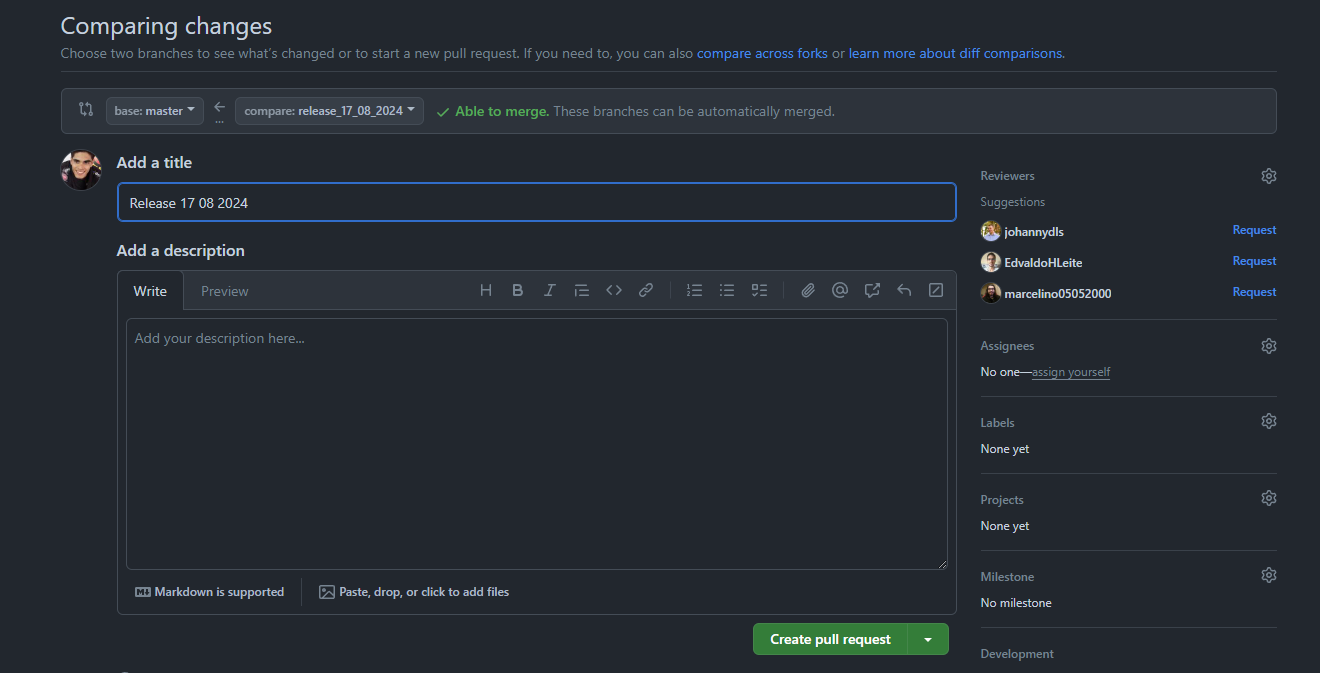 Comparing changes
Choose two branches to see what's changed or to start a new pull request. If you need to, you can also compare across forks or learn more about diff comparisons.
base: master
...
compare: release_17_08_2024
Able to merge. These branches can be automatically merged.
Add a title
Release 17 08 2024
Add a description
Write
Preview
H B I
Add your description here...
Markdown is supported
Paste, drop, or click to add files
Create pull request
Reviewers
Suggestions
johannydls Request
EdvaldoHLeite Request
marcelino05052000 Request
Assignees
No one—assign yourself
Labels
None yet
Projects
None yet
Milestone
No milestone
Development